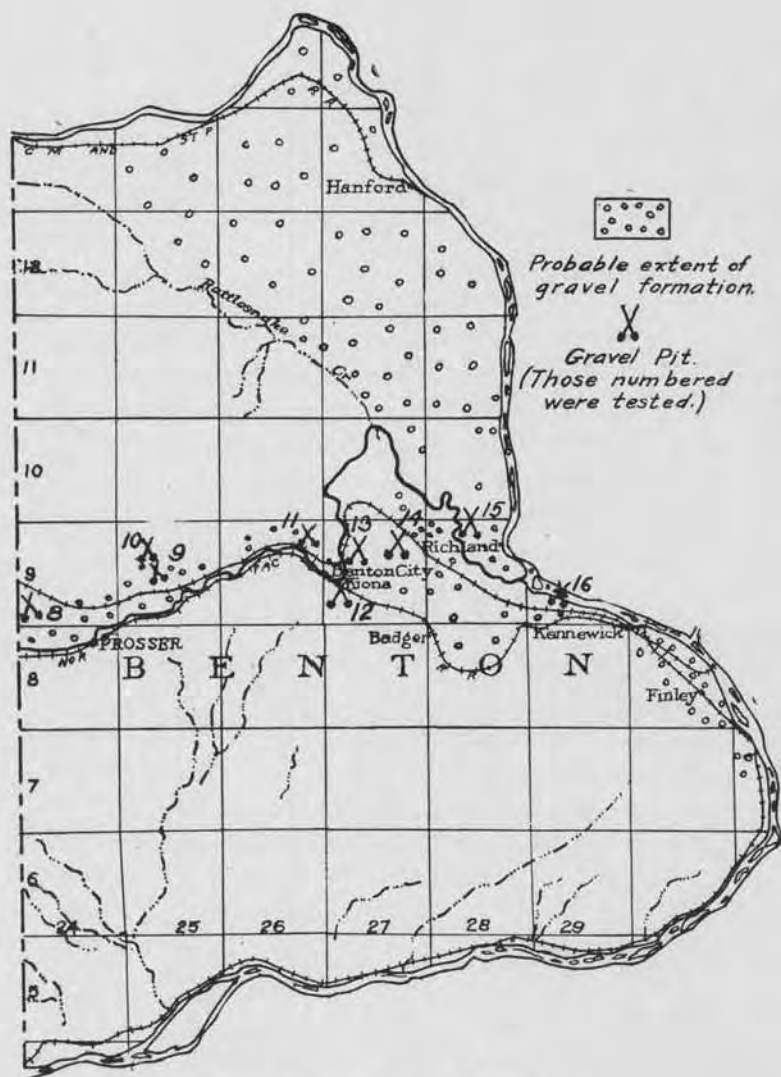 C M AND ST P
R R
Hanford
12
Rattlesnake Cr.
Probable extent of
gravel formation.
Gravel Pit.
(Those numbered
were tested.)
11
10
10
9
11
13
14
15
Richland
Benton City
Kiona
16
9
8
12
PAC
PROSSER
NOR
Badger
Kennewick
R R
8
BENTON
Finley
7
6
24
25
26
27
28
29
5